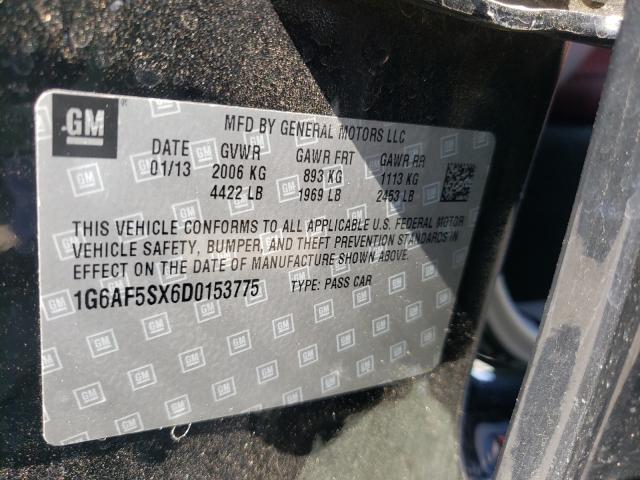 GM
MFD BY GENERAL MOTORS LLC
DATE GVWR GAWR FRT GAWR RR
01/13 2006 KG 893 KG 1113 KG
4422 LB 1969 LB 2453 LB
THIS VEHICLE CONFORMS TO ALL APPLICABLE U.S. FEDERAL MOTOR
VEHICLE SAFETY, BUMPER, AND THEFT PREVENTION STANDARDS IN
EFFECT ON THE DATE OF MANUFACTURE SHOWN ABOVE.
1G6AF5SX6D0153775 TYPE: PASS CAR